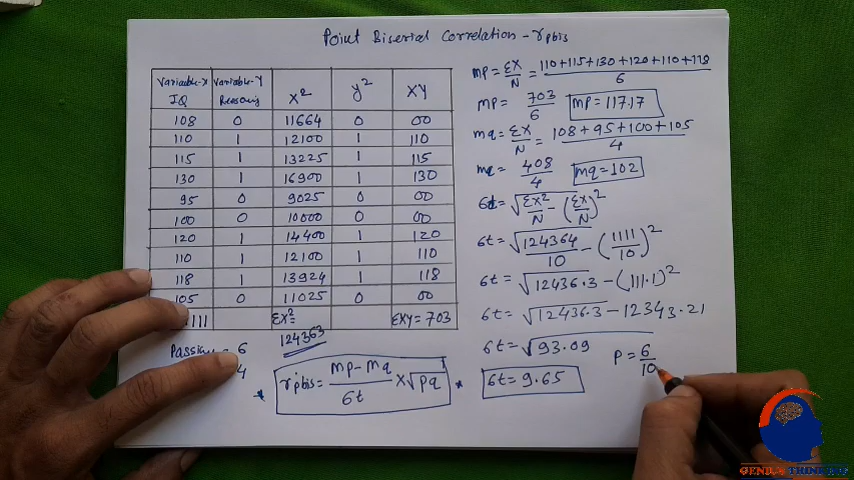 Point Biserial Correlation - rpbis
Variable-X IQ | Variable-Y Reasoning | X² | y² | XY
108 | 0 | 11664 | 0 | 00
110 | 1 | 12100 | 1 | 110
115 | 1 | 13225 | 1 | 115
130 | 1 | 16900 | 1 | 130
95 | 0 | 9025 | 0 | 00
100 | 0 | 10000 | 0 | 00
120 | 1 | 14400 | 1 | 120
110 | 1 | 12100 | 1 | 110
118 | 1 | 13924 | 1 | 118
105 | 0 | 11025 | 0 | 00
1111 | ΣX² = 124363 | ΣXY = 703
6
4
* rpbis = Mp - Mq / 6t × √pq *
mp = ΣX/N = 110+115+130+120+110+118 / 6
mp = 703/6 mp = 117.17
mq = ΣX/N = 108 + 95 + 100 + 105 / 4
mq = 408/4 mq = 102
6t = √ΣX²/N - (ΣX/N)²
6t = √124364/10 - (1111/10)²
6t = √12436.3 - (111.1)²
6t = √12436.3 - 12343.21
6t = √93.09
6t = 9.65
P = 6/10